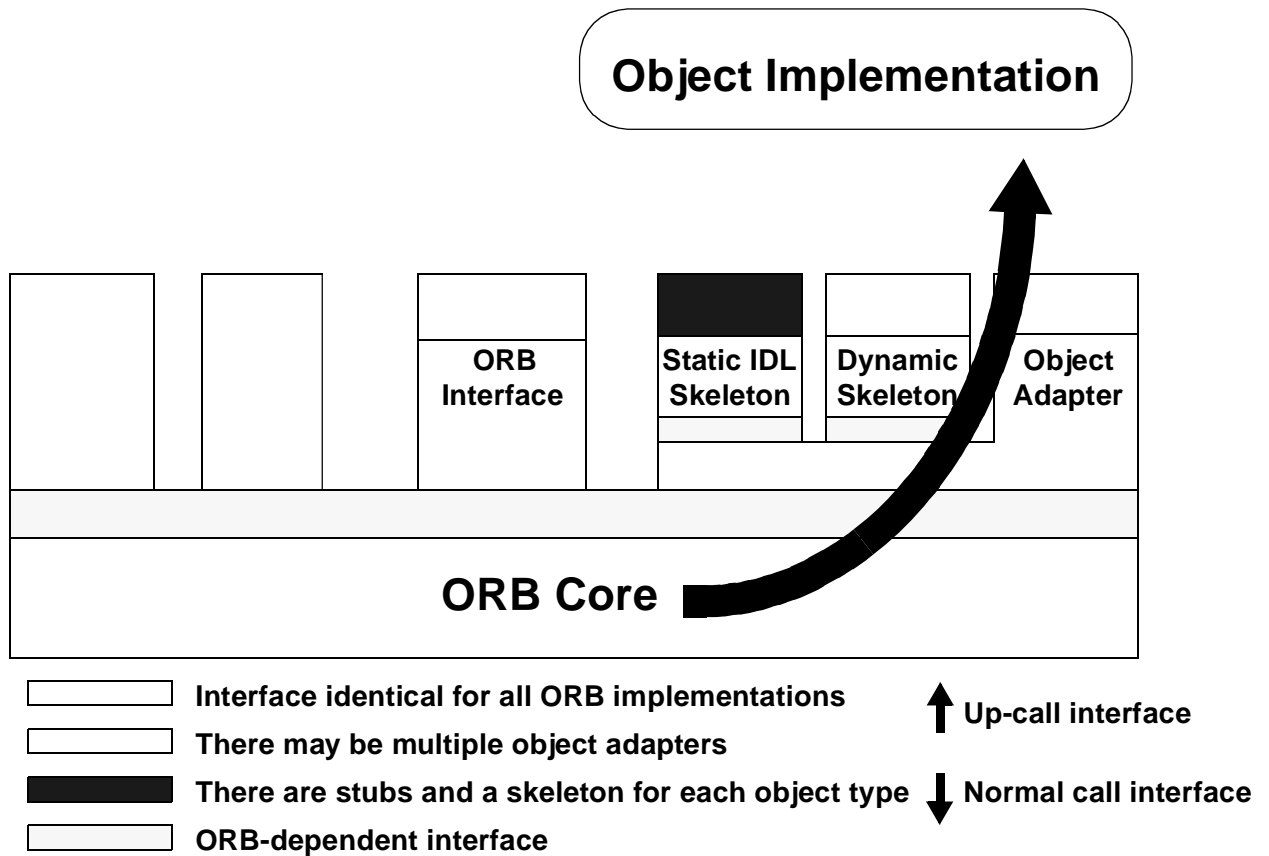 Object Implementation
ORB
Interface
Static IDL
Skeleton
Dynamic
Skeleton
Object
Adapter
ORB Core
Interface identical for all ORB implementations
There may be multiple object adapters
There are stubs and a skeleton for each object type
ORB-dependent interface
Up-call interface
Normal call interface